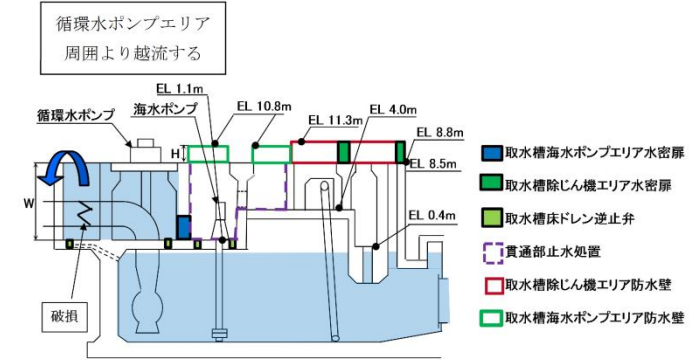 循環水ポンプエリア
周囲より越流する
EL 1.1m
循環水ポンプ
海水ポンプ
EL 10.8m
EL 11.3m
EL 4.0m
EL 8.8m
EL 8.5m
H
W
EL 0.4m
破損
取水槽海水ポンプエリア水密扉
取水槽除じん機エリア水密扉
取水槽床ドレン逆止弁
貫通部止水処置
取水槽除じん機エリア防水壁
取水槽海水ポンプエリア防水壁